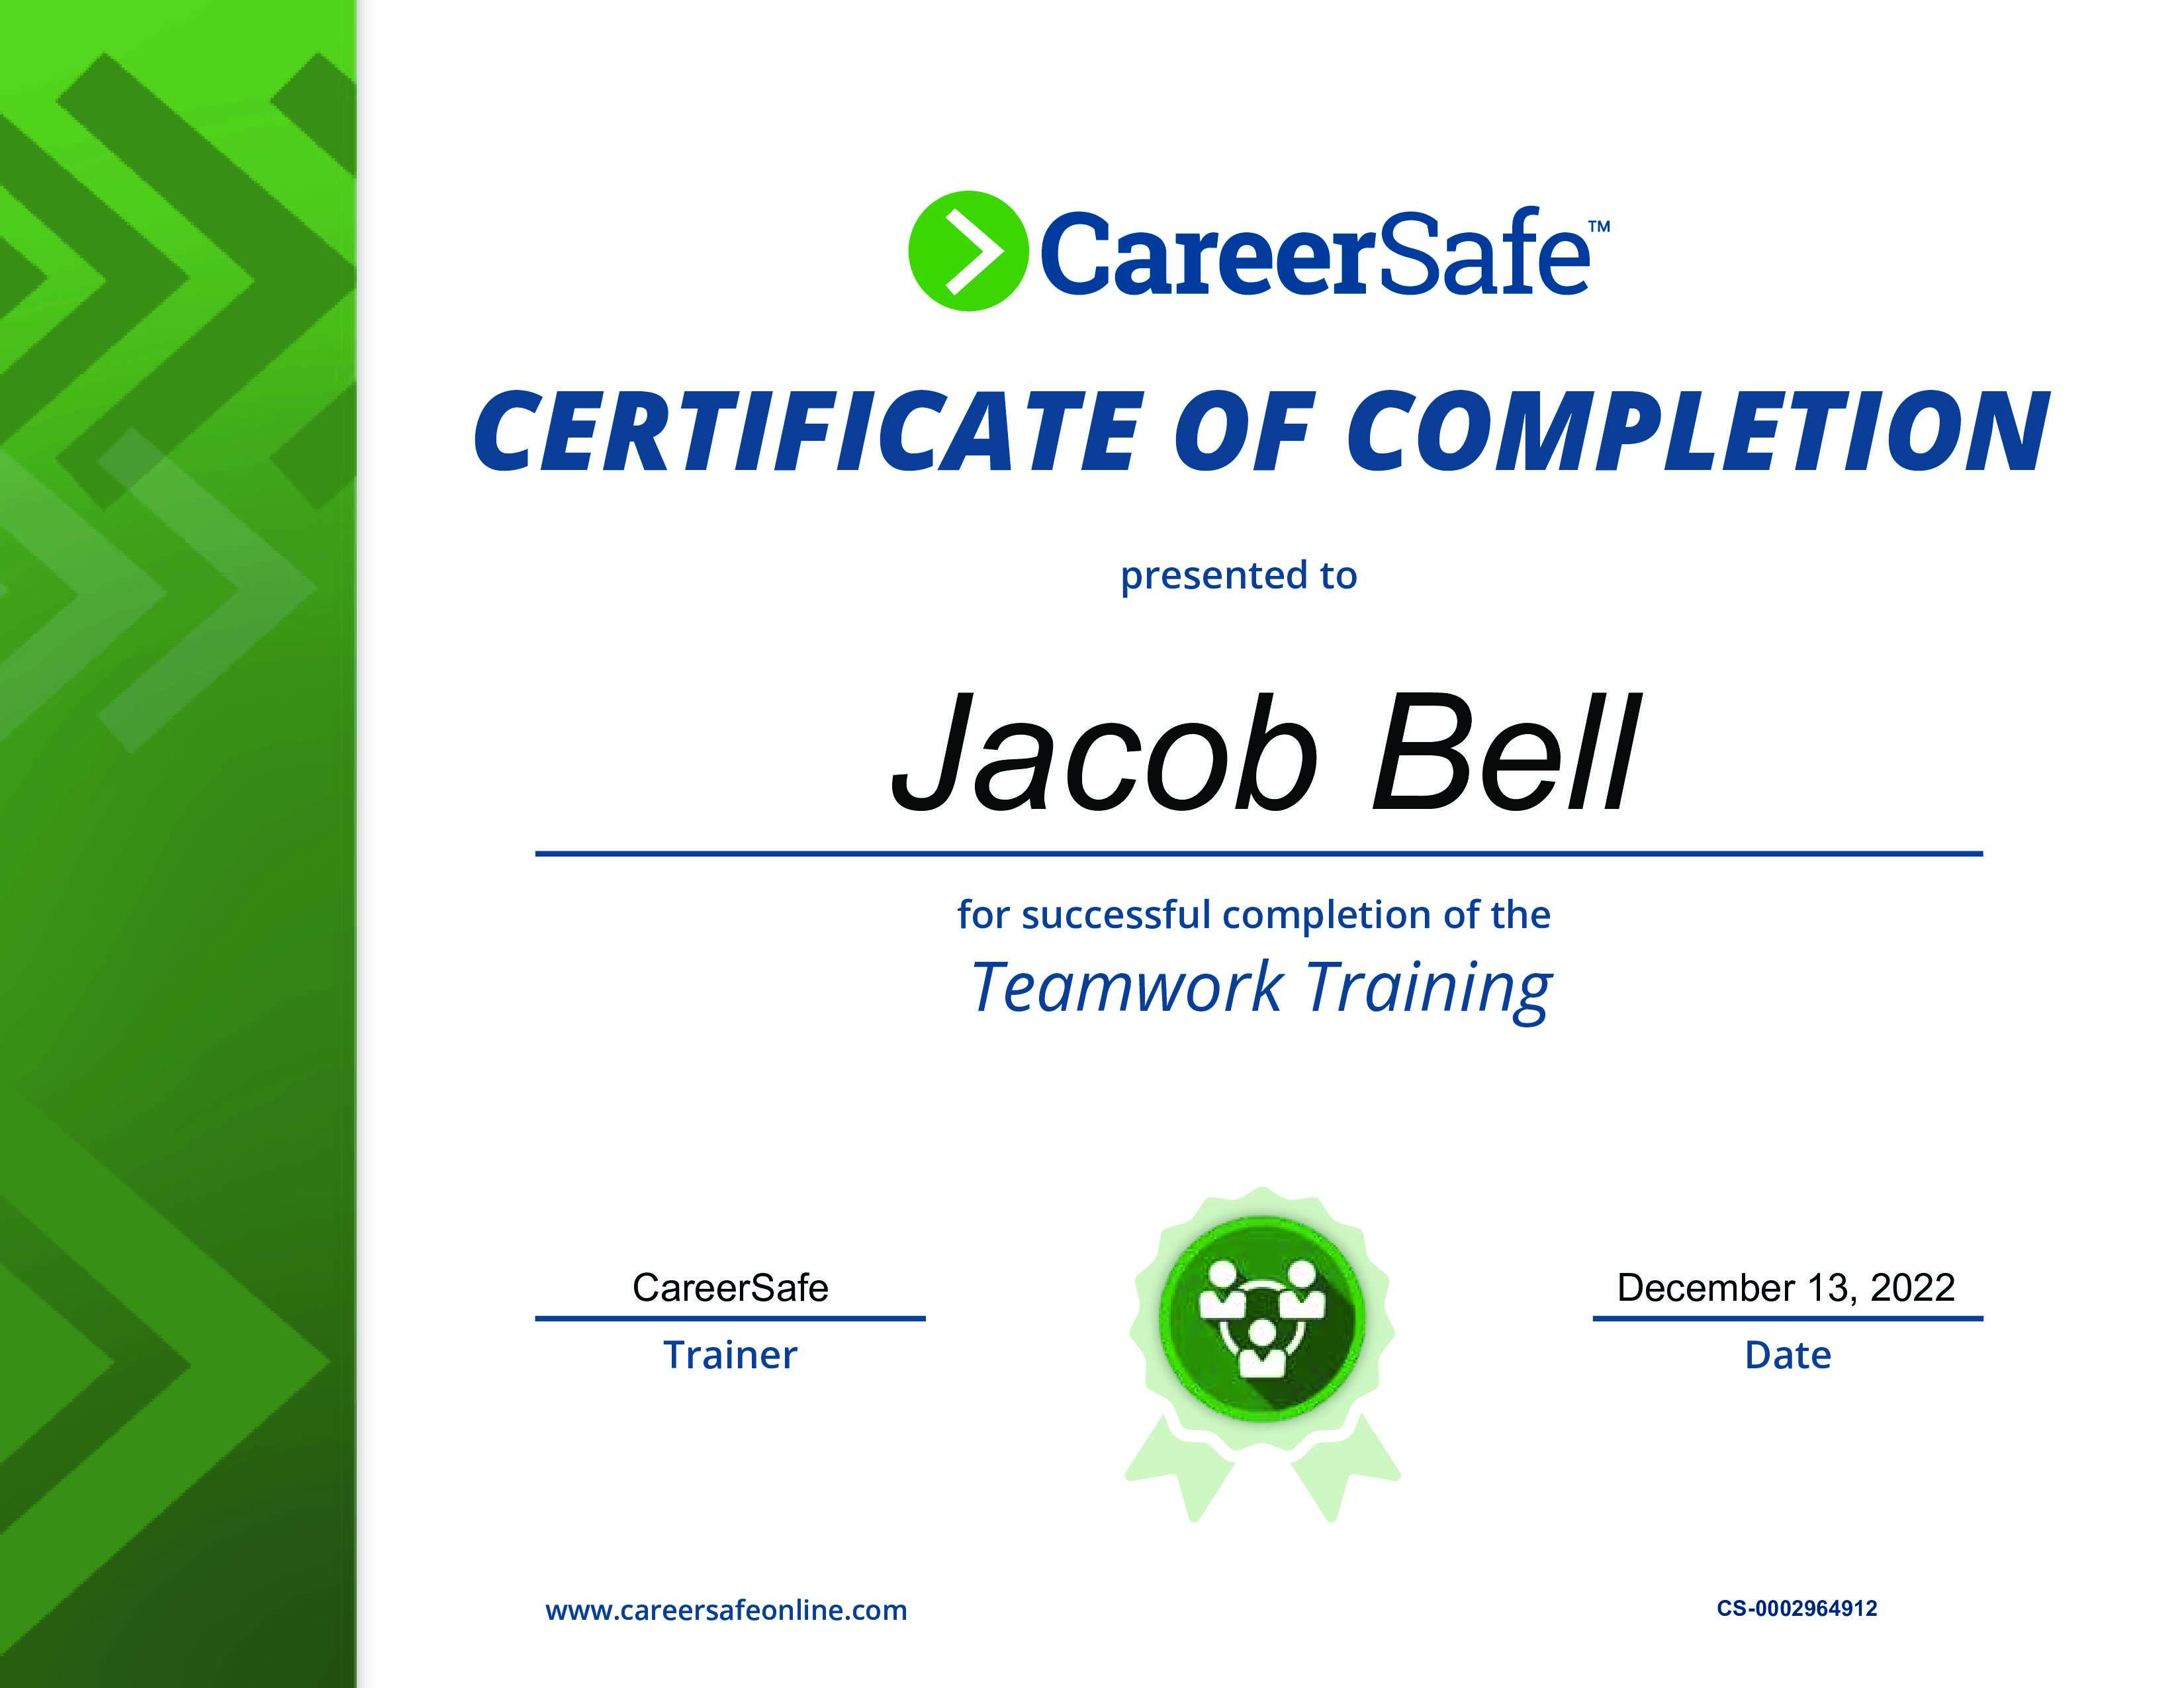 CareerSafe™
CERTIFICATE OF COMPLETION
presented to
Jacob Bell
for successful completion of the
Teamwork Training
CareerSafe
Trainer
December 13, 2022
Date
www.careersafeonline.com
CS-0002964912